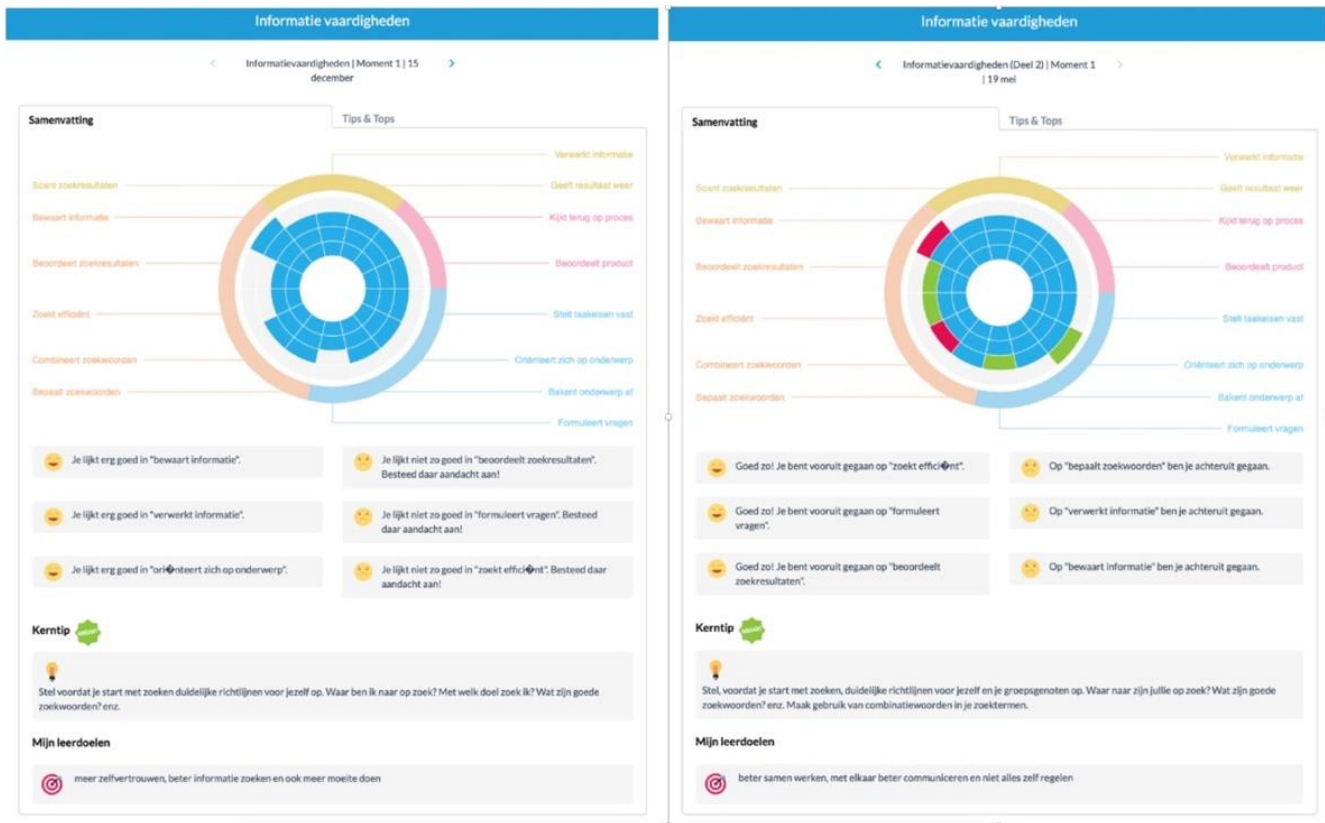 Informatie vaardigheden
< Informatievaardigheden | Moment 1 | 15 >
december
Samenvatting
Tips & Tops
Verwerkt informatie
Scant zoekresultaten
Geeft resultaat weer
Bewaart informatie
Kijkt terug op proces
Beoordeelt zoekresultaten
Beoordeelt product
Zoekt efficiënt
Stelt taakeisen vast
Combineert zoekwoorden
Oriënteert zich op onderwerp
Bepaalt zoekwoorden
Bakent onderwerp af
Formuleert vragen
Je lijkt erg goed in "bewaart informatie".
Je lijkt niet zo goed in "beoordeelt zoekresultaten".
Besteed daar aandacht aan!
Je lijkt erg goed in "verwerkt informatie".
Je lijkt niet zo goed in "formuleert vragen". Besteed
daar aandacht aan!
Je lijkt erg goed in "ori�nteert zich op onderwerp".
Je lijkt niet zo goed in "zoekt effici�nt". Besteed daar
aandacht aan!
Kerntip
Stel voordat je start met zoeken duidelijke richtlijnen voor jezelf op. Waar ben ik naar op zoek? Met welk doel zoek ik? Wat zijn goede
zoekwoorden? enz.
Mijn leerdoelen
meer zelfvertrouwen, beter informatie zoeken en ook meer moeite doen
Informatie vaardigheden
< Informatievaardigheden (Deel 2) | Moment 1 >
| 19 mei
Samenvatting
Tips & Tops
Verwerkt informatie
Scant zoekresultaten
Geeft resultaat weer
Bewaart informatie
Kijkt terug op proces
Beoordeelt zoekresultaten
Beoordeelt product
Zoekt efficiënt
Stelt taakeisen vast
Combineert zoekwoorden
Oriënteert zich op onderwerp
Bepaalt zoekwoorden
Bakent onderwerp af
Formuleert vragen
Goed zo! Je bent vooruit gegaan op "zoekt effici�nt".
Op "bepaalt zoekwoorden" ben je achteruit gegaan.
Goed zo! Je bent vooruit gegaan op "formuleert
vragen".
Op "verwerkt informatie" ben je achteruit gegaan.
Goed zo! Je bent vooruit gegaan op "beoordeelt
zoekresultaten".
Op "bewaart informatie" ben je achteruit gegaan.
Kerntip
Stel, voordat je start met zoeken, duidelijke richtlijnen voor jezelf en je groepsgenoten op. Waar naar zijn jullie op zoek? Wat zijn goede
zoekwoorden? enz. Maak gebruik van combinatiewoorden in je zoektermen.
Mijn leerdoelen
beter samen werken, met elkaar beter communiceren en niet alles zelf regelen